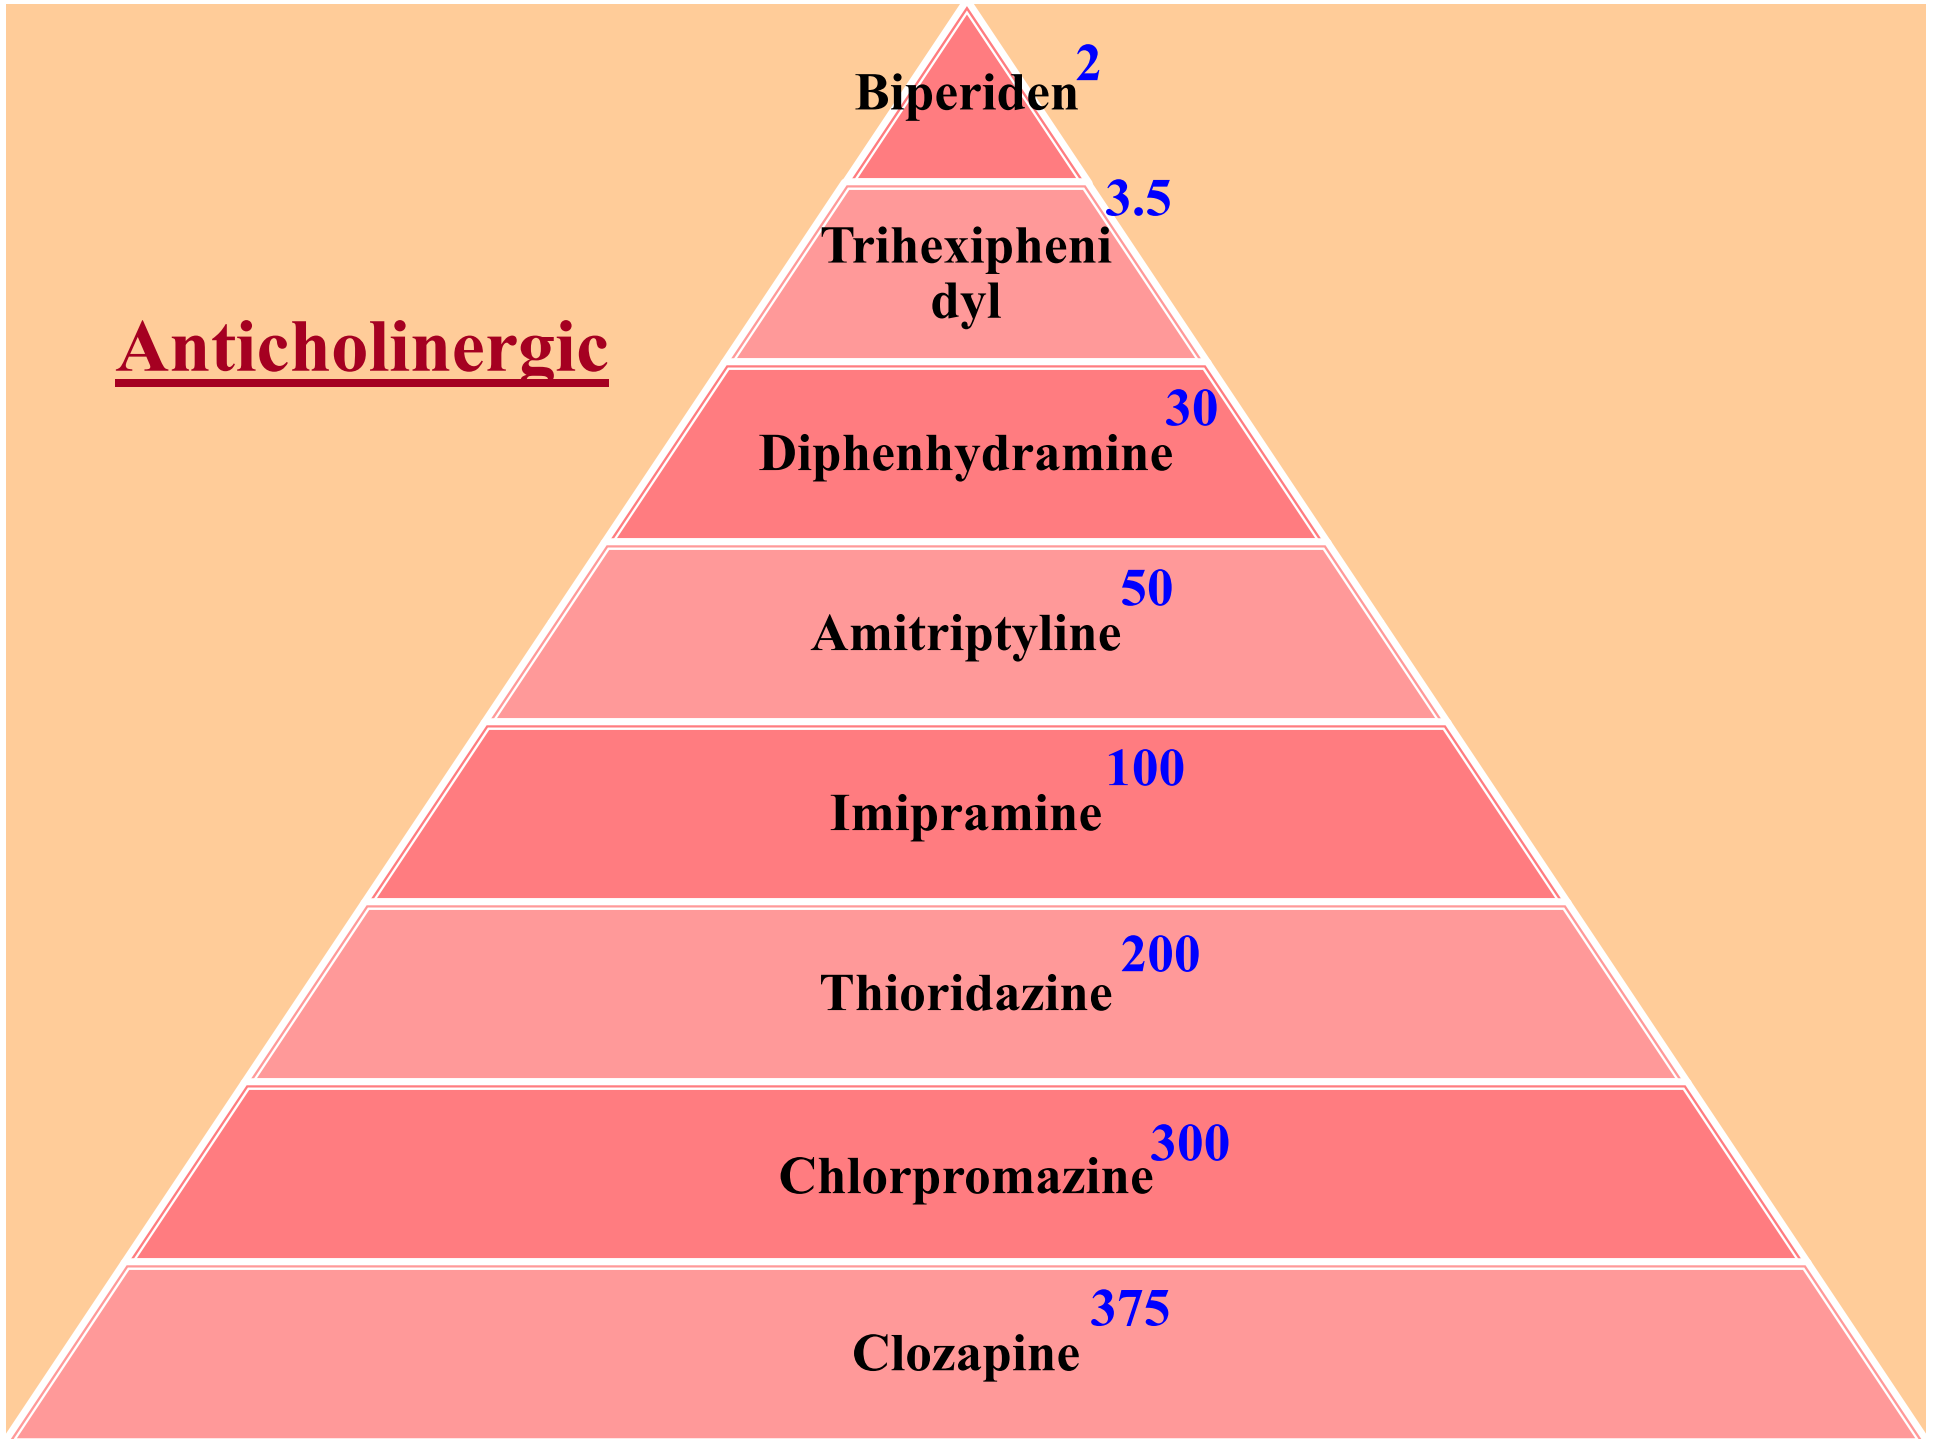 Biperiden 2
3.5
Trihexipheni
dyl
Anticholinergic
30
Diphenhydramine
50
Amitriptyline
100
Imipramine
200
Thioridazine
300
Chlorpromazine
375
Clozapine